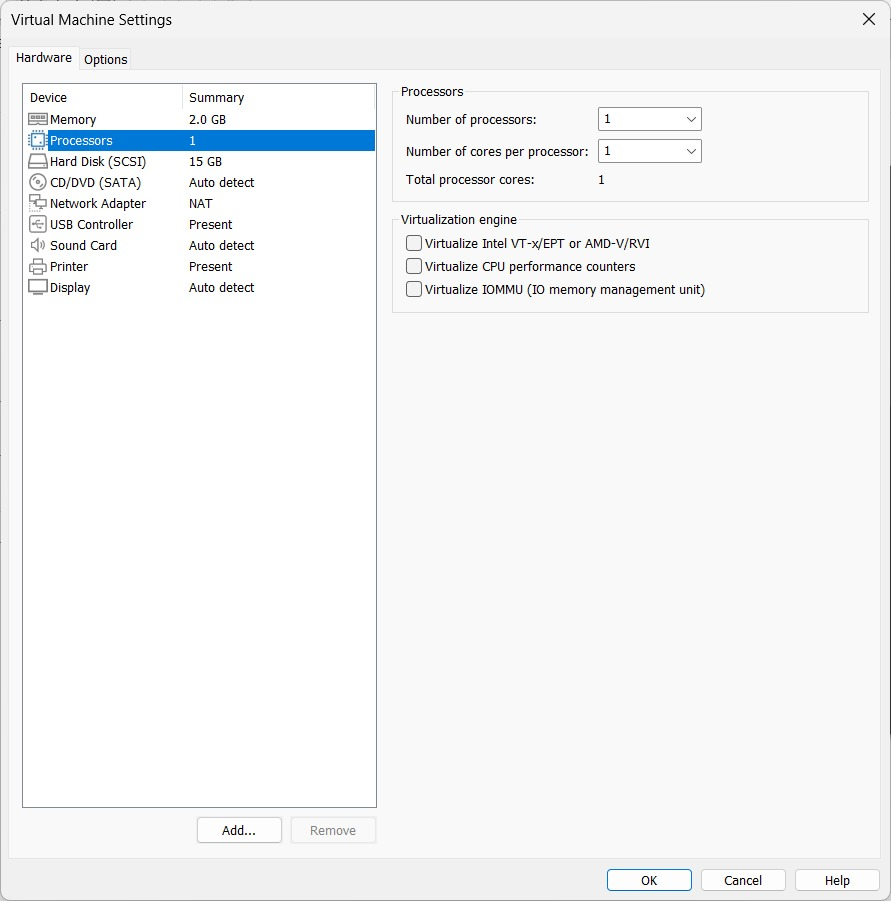 Virtual Machine Settings
Hardware Options
Device Summary
Memory 2.0 GB
Processors 1
Hard Disk (SCSI) 15 GB
CD/DVD (SATA) Auto detect
Network Adapter NAT
USB Controller Present
Sound Card Auto detect
Printer Present
Display Auto detect
Add... Remove
Processors
Number of processors: 1
Number of cores per processor: 1
Total processor cores: 1
Virtualization engine
Virtualize Intel VT-x/EPT or AMD-V/RVI
Virtualize CPU performance counters
Virtualize IOMMU (IO memory management unit)
OK Cancel Help